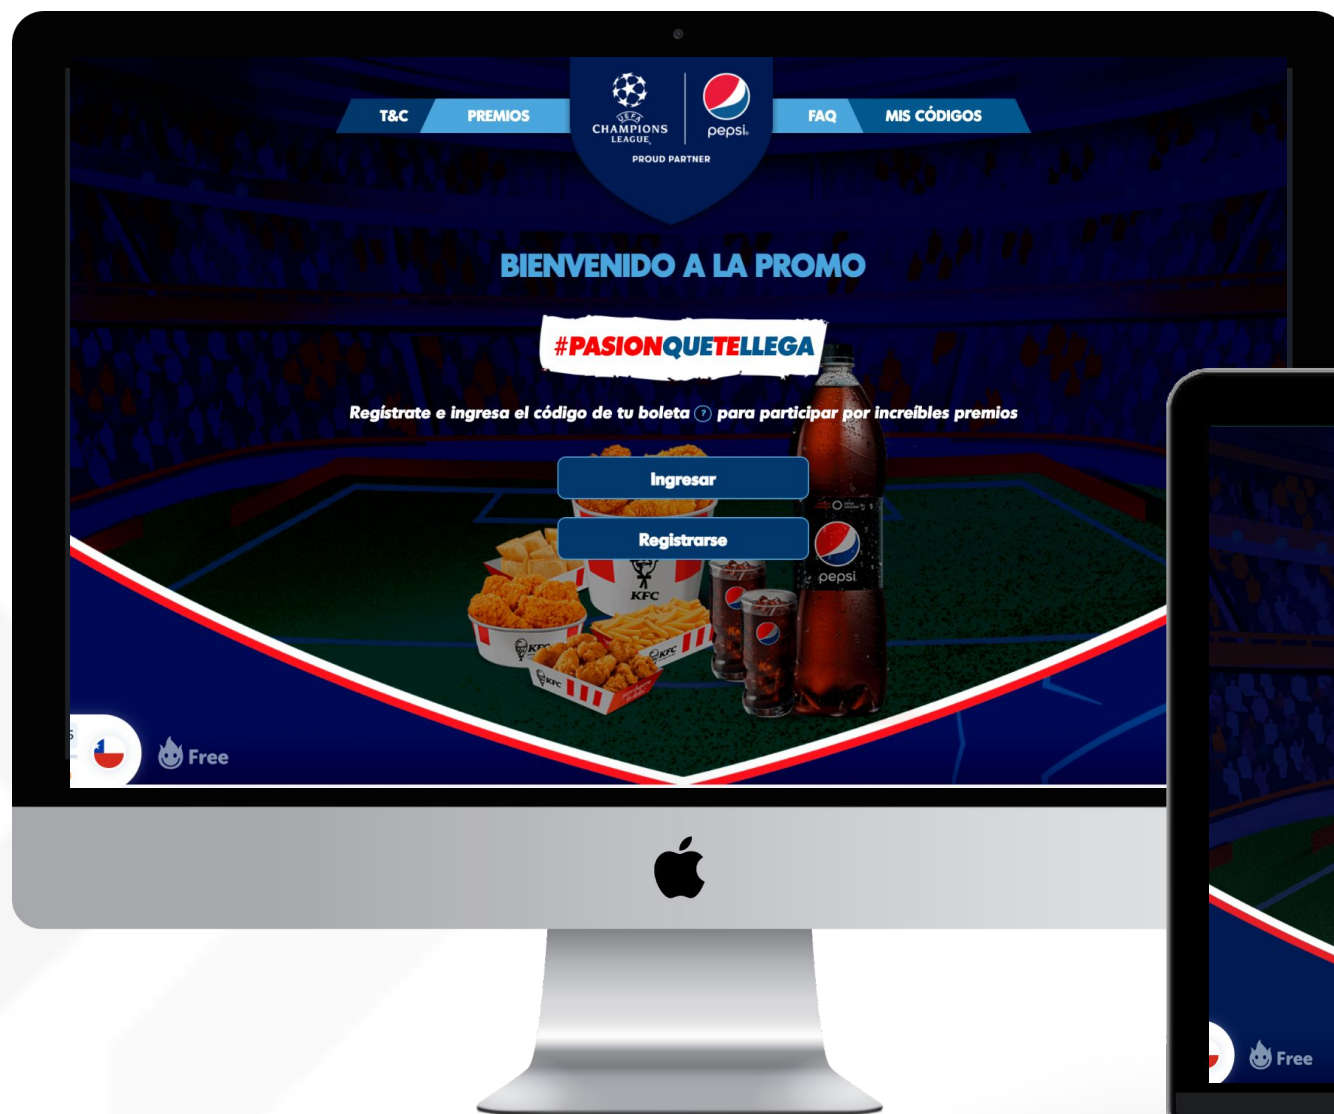 T&C
PREMIOS
UEFA
CHAMPIONS
LEAGUE
pepsi
PROUD PARTNER
FAQ
MIS CÓDIGOS
BIENVENIDO A LA PROMO
#PASIONQUETELLEGA
Regístrate e ingresa el código de tu boleta ? para participar por increíbles premios
Ingresar
Registrarse
pepsi
KFC
KFC
KFC
KFC
Free
Free